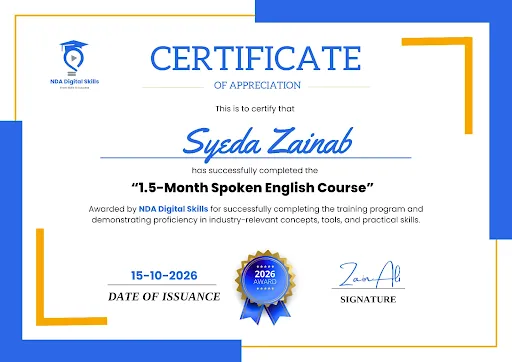 NDA Digital Skills
CERTIFICATE
OF APPRECIATION
This is to certify that
Syeda Zainab
has successfully completed the
“1.5-Month Spoken English Course”
Awarded by NDA Digital Skills for successfully completing the training program and
demonstrating proficiency in industry-relevant concepts, tools, and practical skills.
15-10-2026
DATE OF ISSUANCE
2026
AWARD
Zain Ali
SIGNATURE